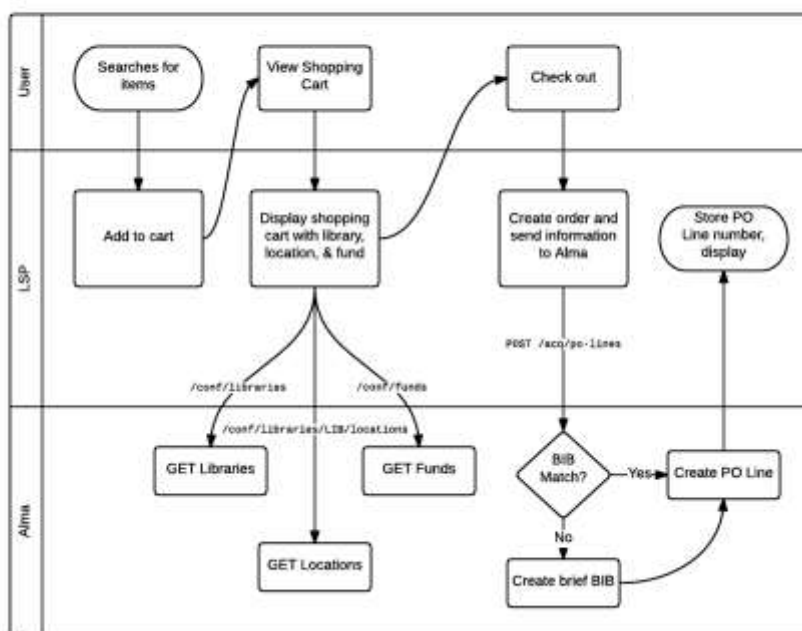 User
Searches for
items
View Shopping
Cart
Check out
LSP
Add to cart
Display shopping
cart with library,
location, & fund
Create order and
send information
to Alma
Store PO
Line number,
display
POST /acq/po-lines
/conf/libraries
/conf/funds
/conf/libraries/LIB/locations
Alma
GET Libraries
GET Funds
BIB
Match?
Yes
Create PO Line
No
GET Locations
Create brief BIB